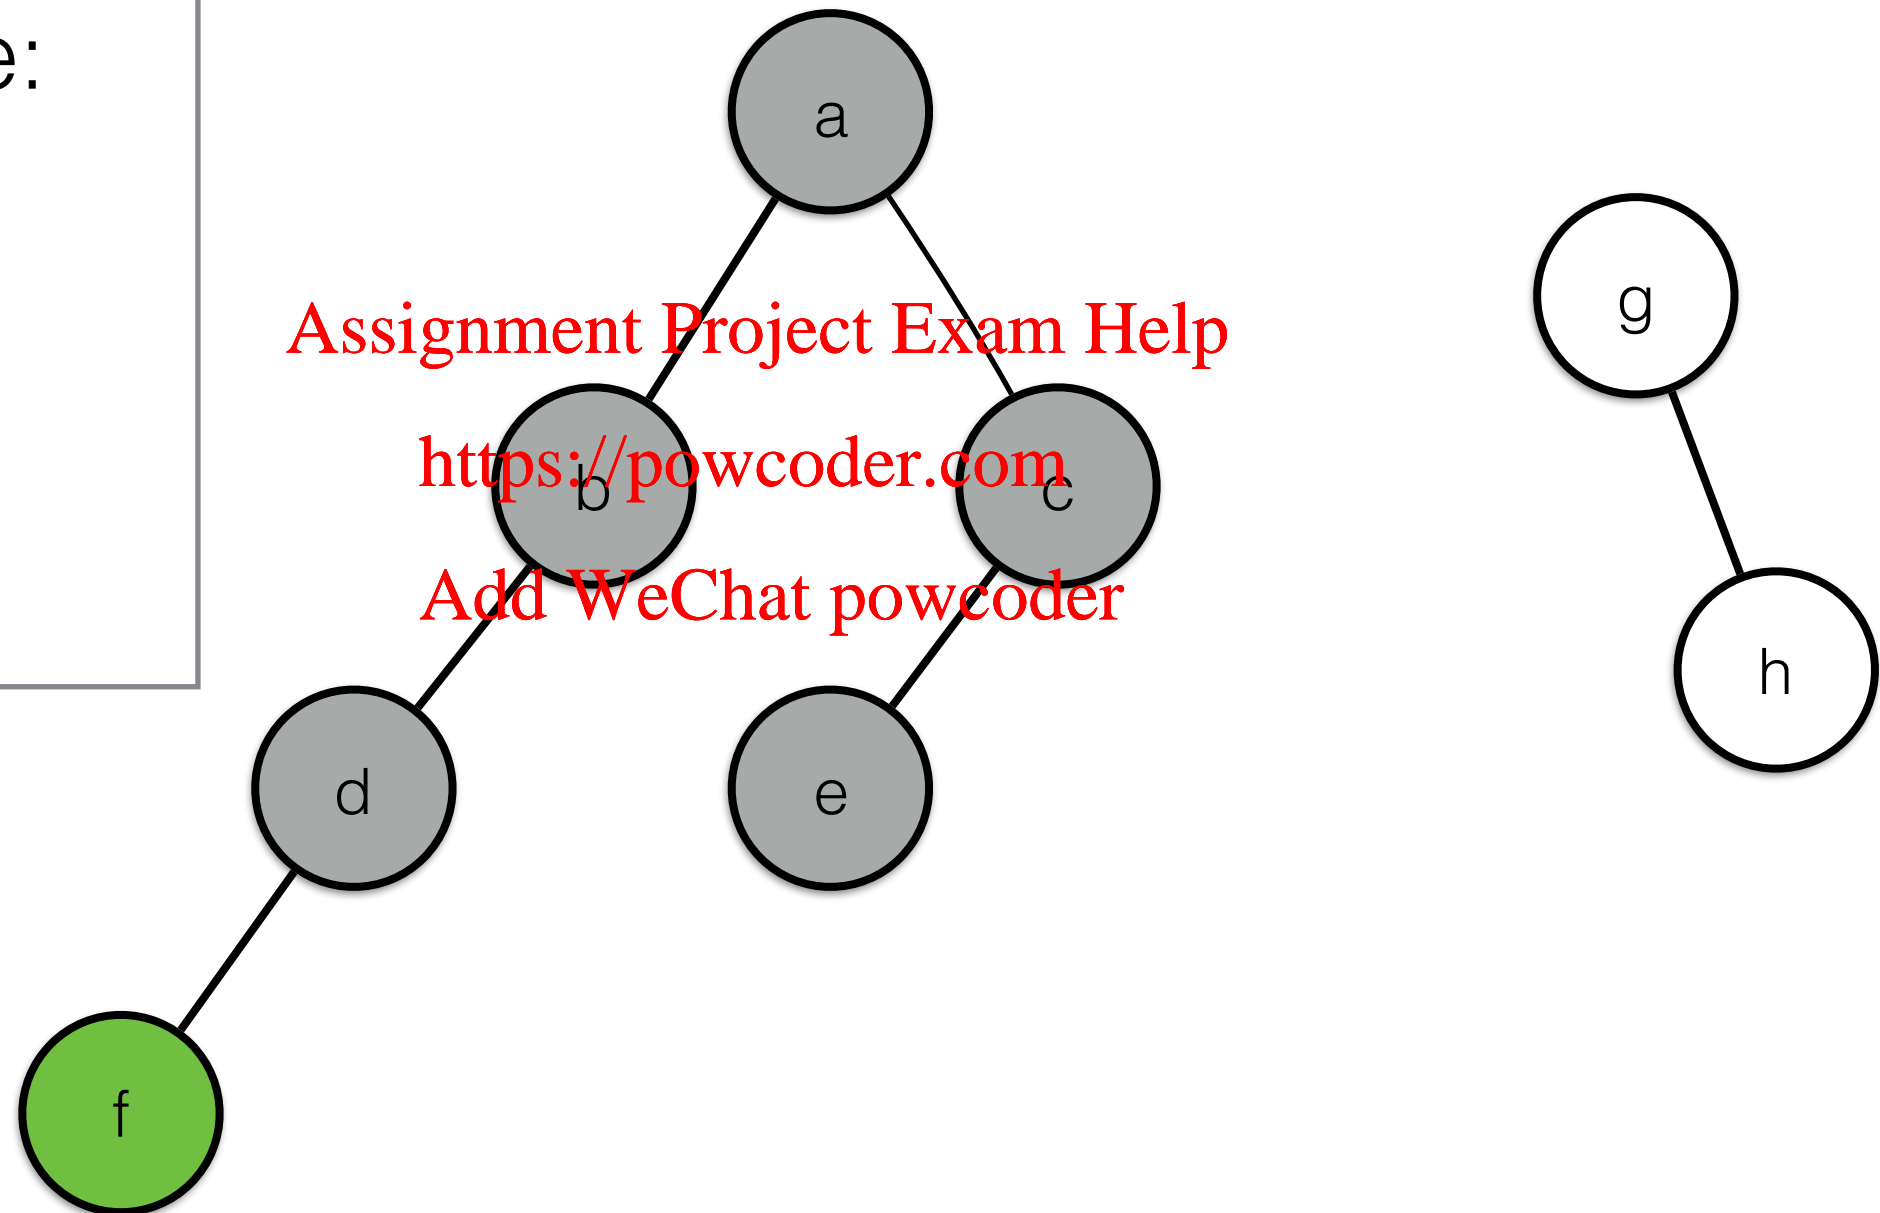 e:
a
g
Assignment Project Exam Help
https://powcoder.com
b
c
Add WeChat powcoder
h
d
e
f